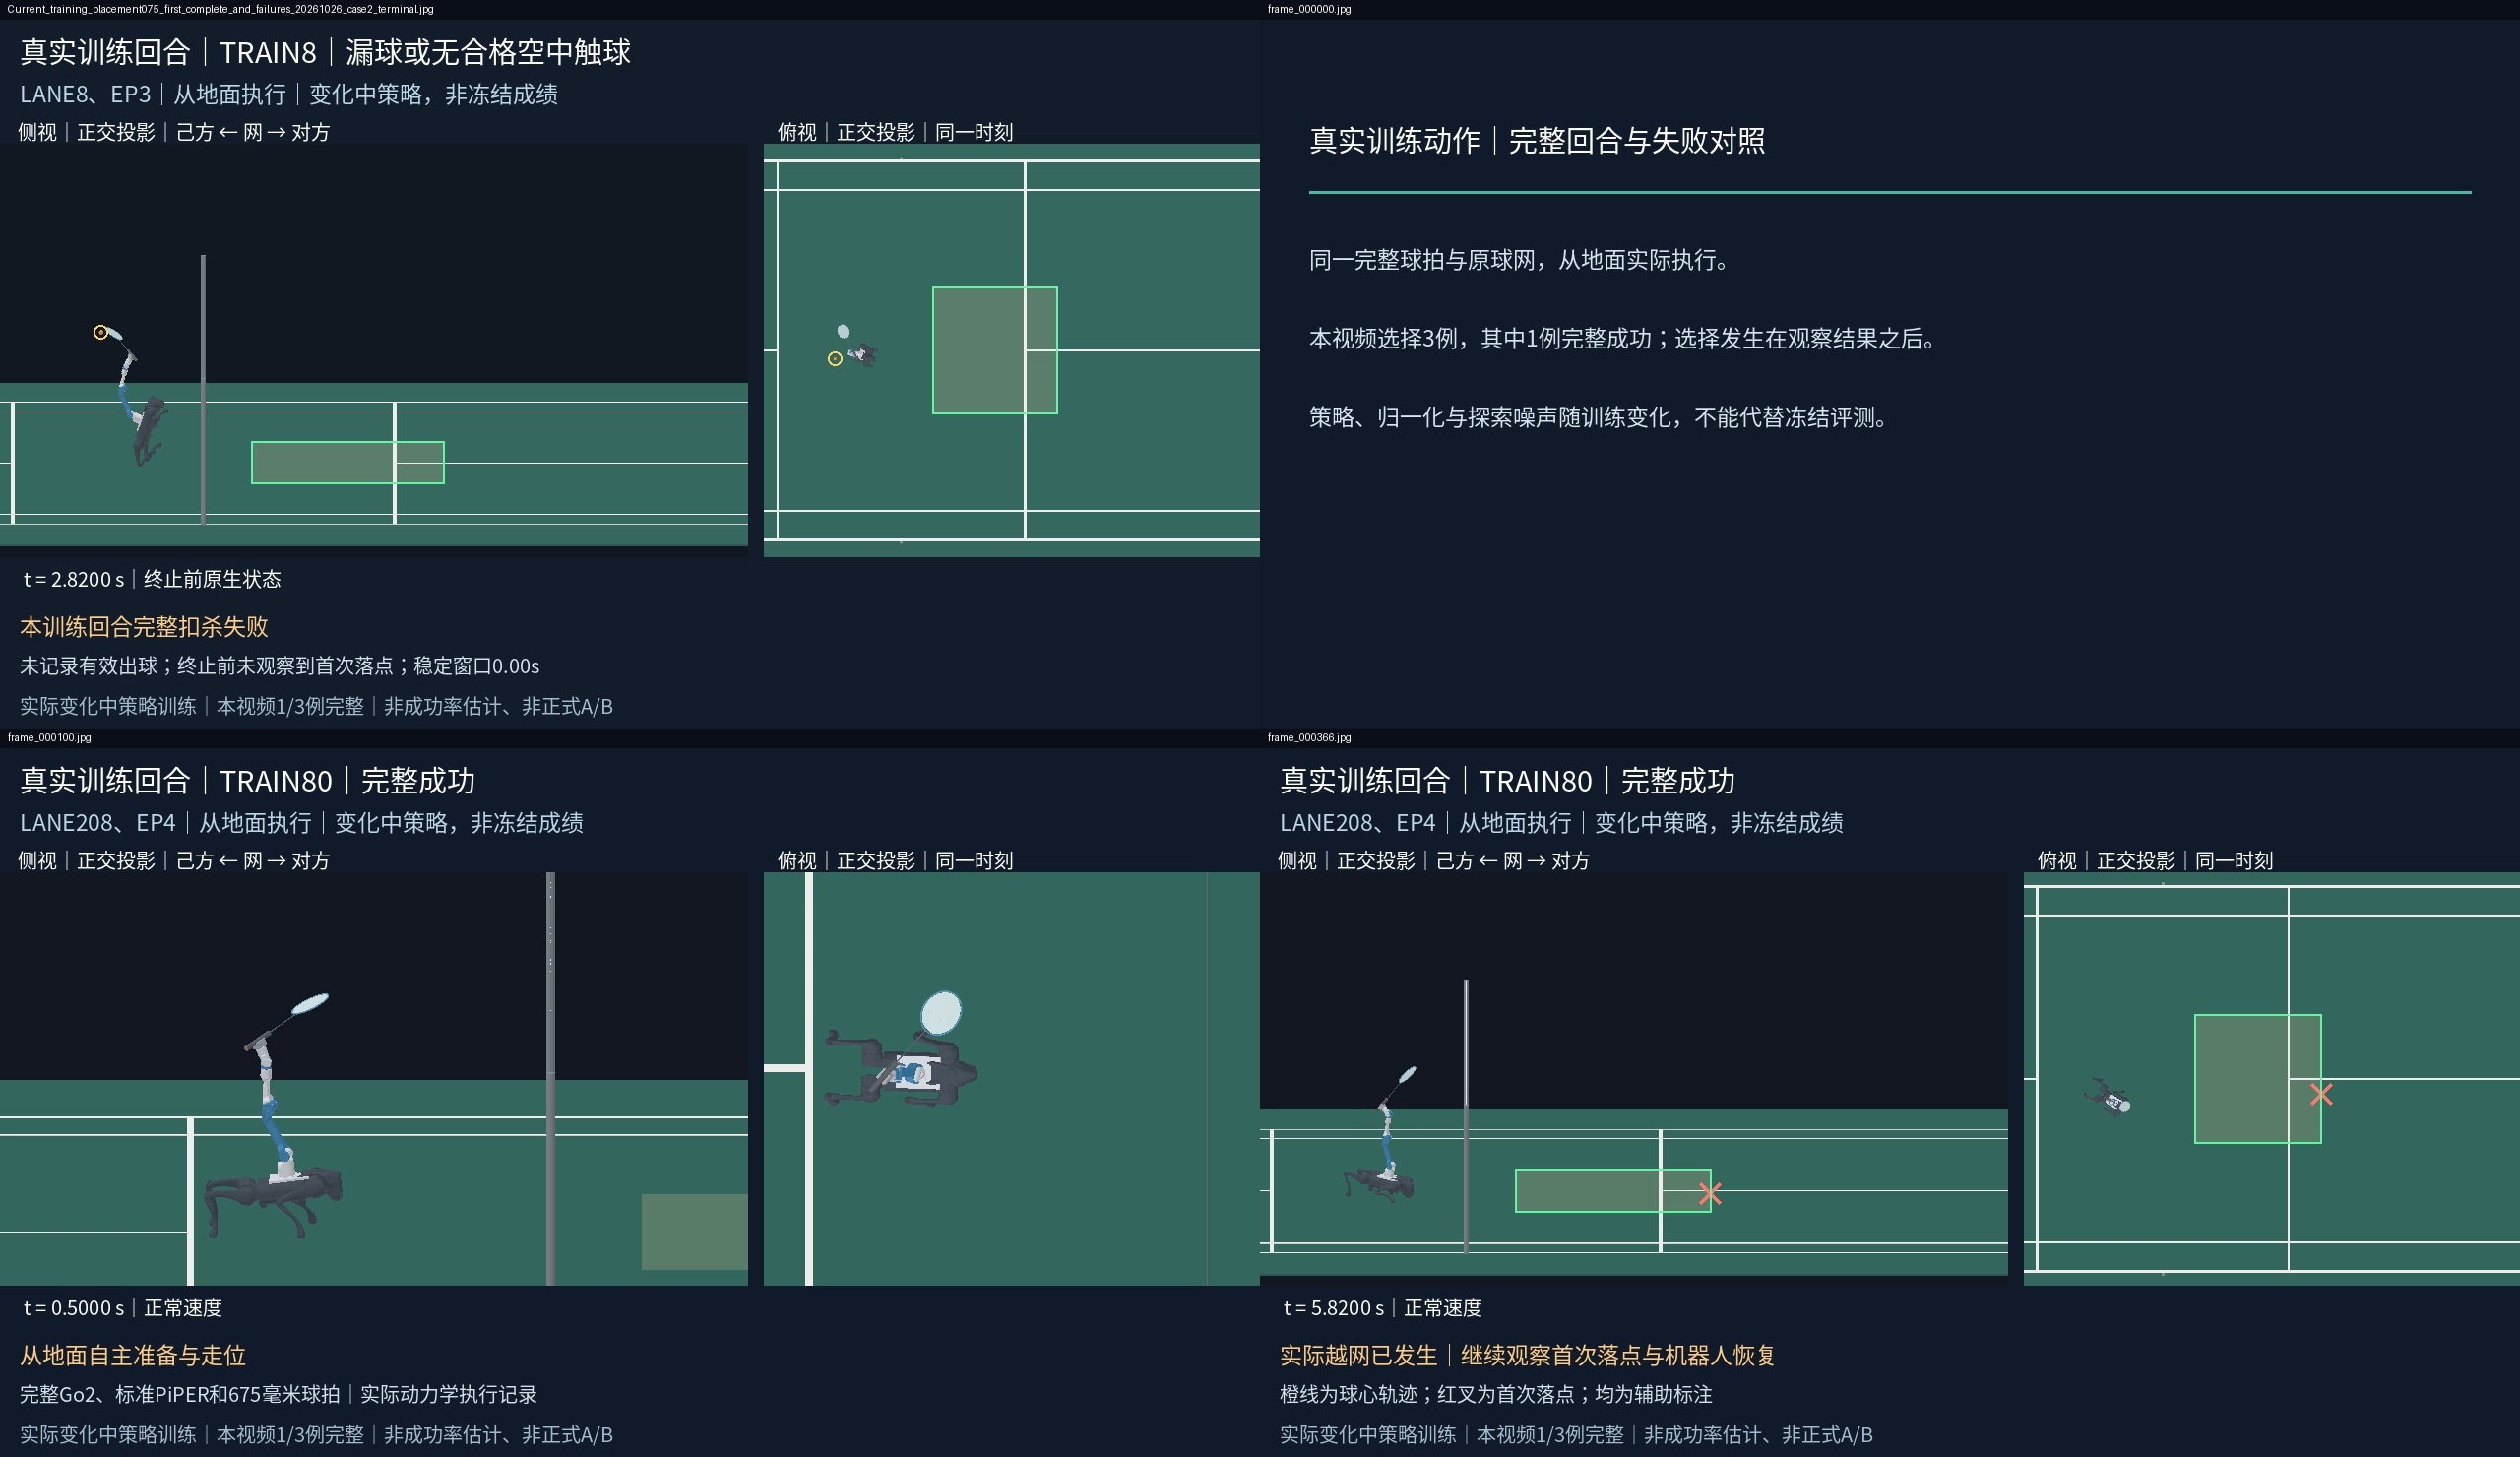 Current_training_placement075_first_complete_and_failures_20261026_case2_terminal.jpg
真实训练回合｜TRAIN8｜漏球或无合格空中触球
LANE8、EP3｜从地面执行｜变化中策略，非冻结成绩
侧视｜正交投影｜己方 ← 网 → 对方
俯视｜正交投影｜同一时刻
t = 2.8200 s｜终止前原生状态
本训练回合完整扣杀失败
未记录有效出球；终止前未观察到首次落点；稳定窗口0.00s
实际变化中策略训练｜本视频1/3例完整｜非成功率估计、非正式A/B
frame_000000.jpg
真实训练动作｜完整回合与失败对照
同一完整球拍与原球网，从地面实际执行。
本视频选择3例，其中1例完整成功；选择发生在观察结果之后。
策略、归一化与探索噪声随训练变化，不能代替冻结评测。
frame_000100.jpg
真实训练回合｜TRAIN80｜完整成功
LANE208、EP4｜从地面执行｜变化中策略，非冻结成绩
侧视｜正交投影｜己方 ← 网 → 对方
俯视｜正交投影｜同一时刻
t = 0.5000 s｜正常速度
从地面自主准备与走位
完整Go2、标准PiPER和675毫米球拍｜实际动力学执行记录
实际变化中策略训练｜本视频1/3例完整｜非成功率估计、非正式A/B
frame_000366.jpg
真实训练回合｜TRAIN80｜完整成功
LANE208、EP4｜从地面执行｜变化中策略，非冻结成绩
侧视｜正交投影｜己方 ← 网 → 对方
俯视｜正交投影｜同一时刻
t = 5.8200 s｜正常速度
实际越网已发生｜继续观察首次落点与机器人恢复
橙线为球心轨迹；红叉为首次落点；均为辅助标注
实际变化中策略训练｜本视频1/3例完整｜非成功率估计、非正式A/B